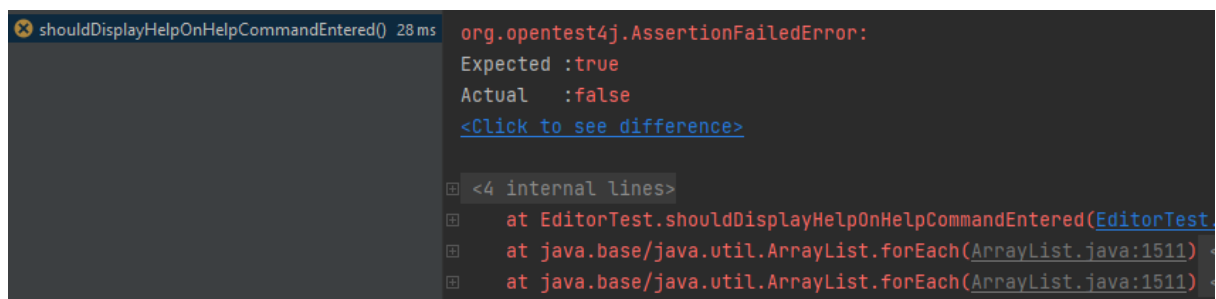 shouldDisplayHelpOnHelpCommandEntered() 28 ms
org.opentest4j.AssertionFailedError:
Expected :true
Actual   :false
<Click to see difference>
<4 internal lines>
at EditorTest.shouldDisplayHelpOnHelpCommandEntered(EditorTest.
at java.base/java.util.ArrayList.forEach(ArrayList.java:1511) <
at java.base/java.util.ArrayList.forEach(ArrayList.java:1511) <